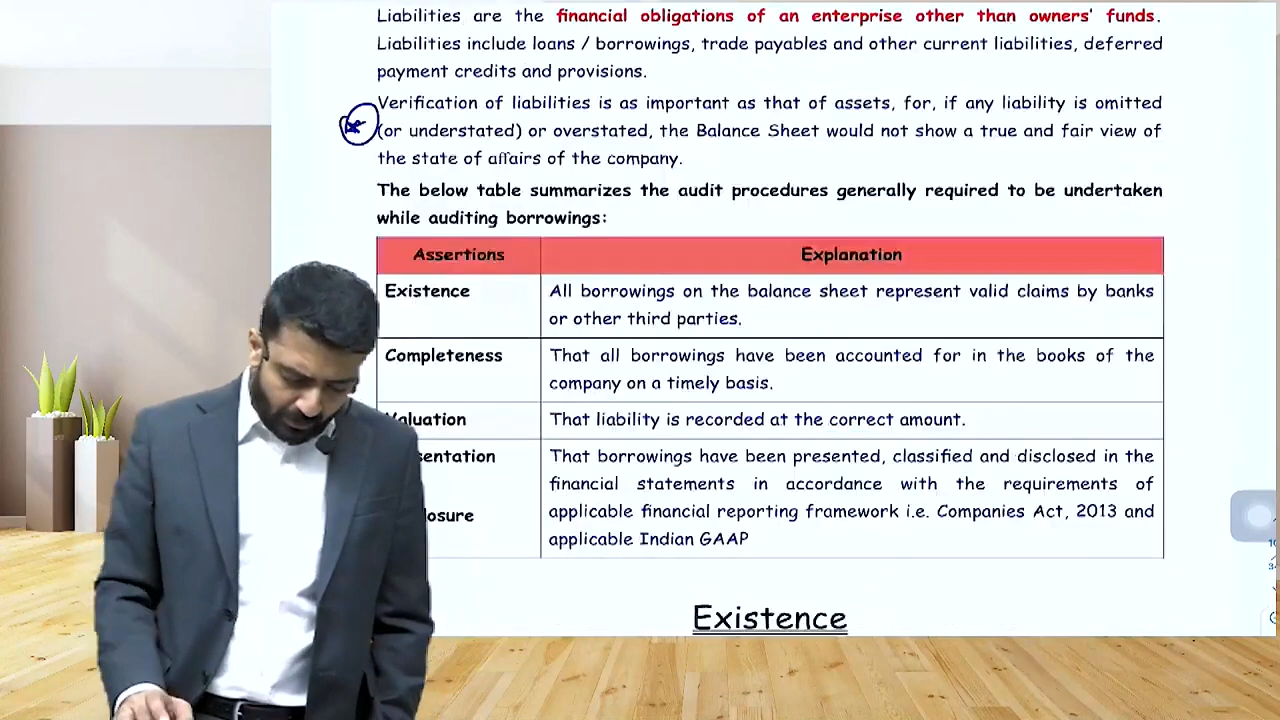 Liabilities are the financial obligations of an enterprise other than owners' funds.
Liabilities include loans / borrowings, trade payables and other current liabilities, deferred
payment credits and provisions.
Verification of liabilities is as important as that of assets, for, if any liability is omitted
(or understated) or overstated, the Balance Sheet would not show a true and fair view of
the state of affairs of the company.
The below table summarizes the audit procedures generally required to be undertaken
while auditing borrowings:
Assertions Explanation
Existence All borrowings on the balance sheet represent valid claims by banks
or other third parties.
Completeness That all borrowings have been accounted for in the books of the
company on a timely basis.
aluation That liability is recorded at the correct amount.
sentation That borrowings have been presented, classified and disclosed in the
financial statements in accordance with the requirements of
losure applicable financial reporting framework i.e. Companies Act, 2013 and
applicable Indian GAAP
Existence